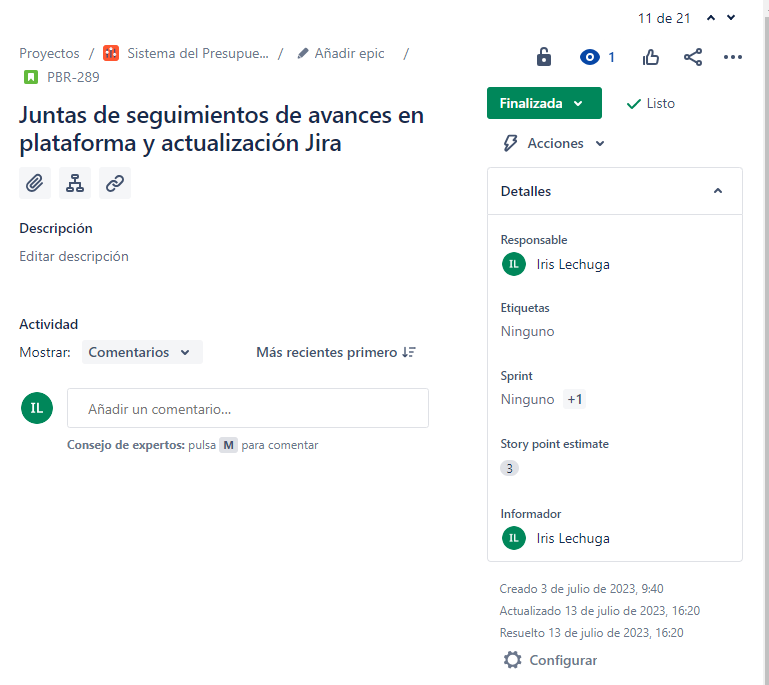 11 de 21
Proyectos / Sistema del Presupue... / Añadir epic /
PBR-289
1
Juntas de seguimientos de avances en
plataforma y actualización Jira
Finalizada
Listo
Acciones
Descripción
Editar descripción
Actividad
Mostrar: Comentarios Más recientes primero
IL Añadir un comentario...
Consejo de expertos: pulsa M para comentar
Detalles
Responsable
IL Iris Lechuga
Etiquetas
Ninguno
Sprint
Ninguno +1
Story point estimate
3
Informador
IL Iris Lechuga
Creado 3 de julio de 2023, 9:40
Actualizado 13 de julio de 2023, 16:20
Resuelto 13 de julio de 2023, 16:20
Configurar